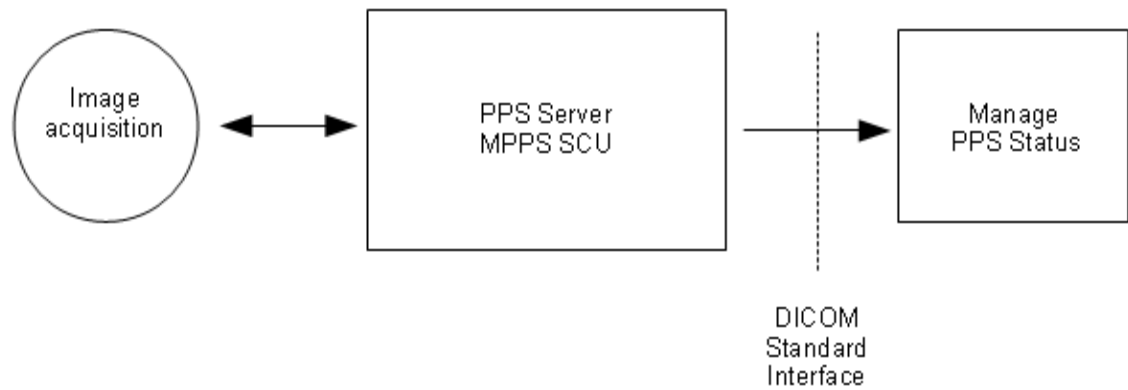 Image
acquisition
PPS Server
MPPS SCU
Manage
PPS Status
DICOM
Standard
Interface